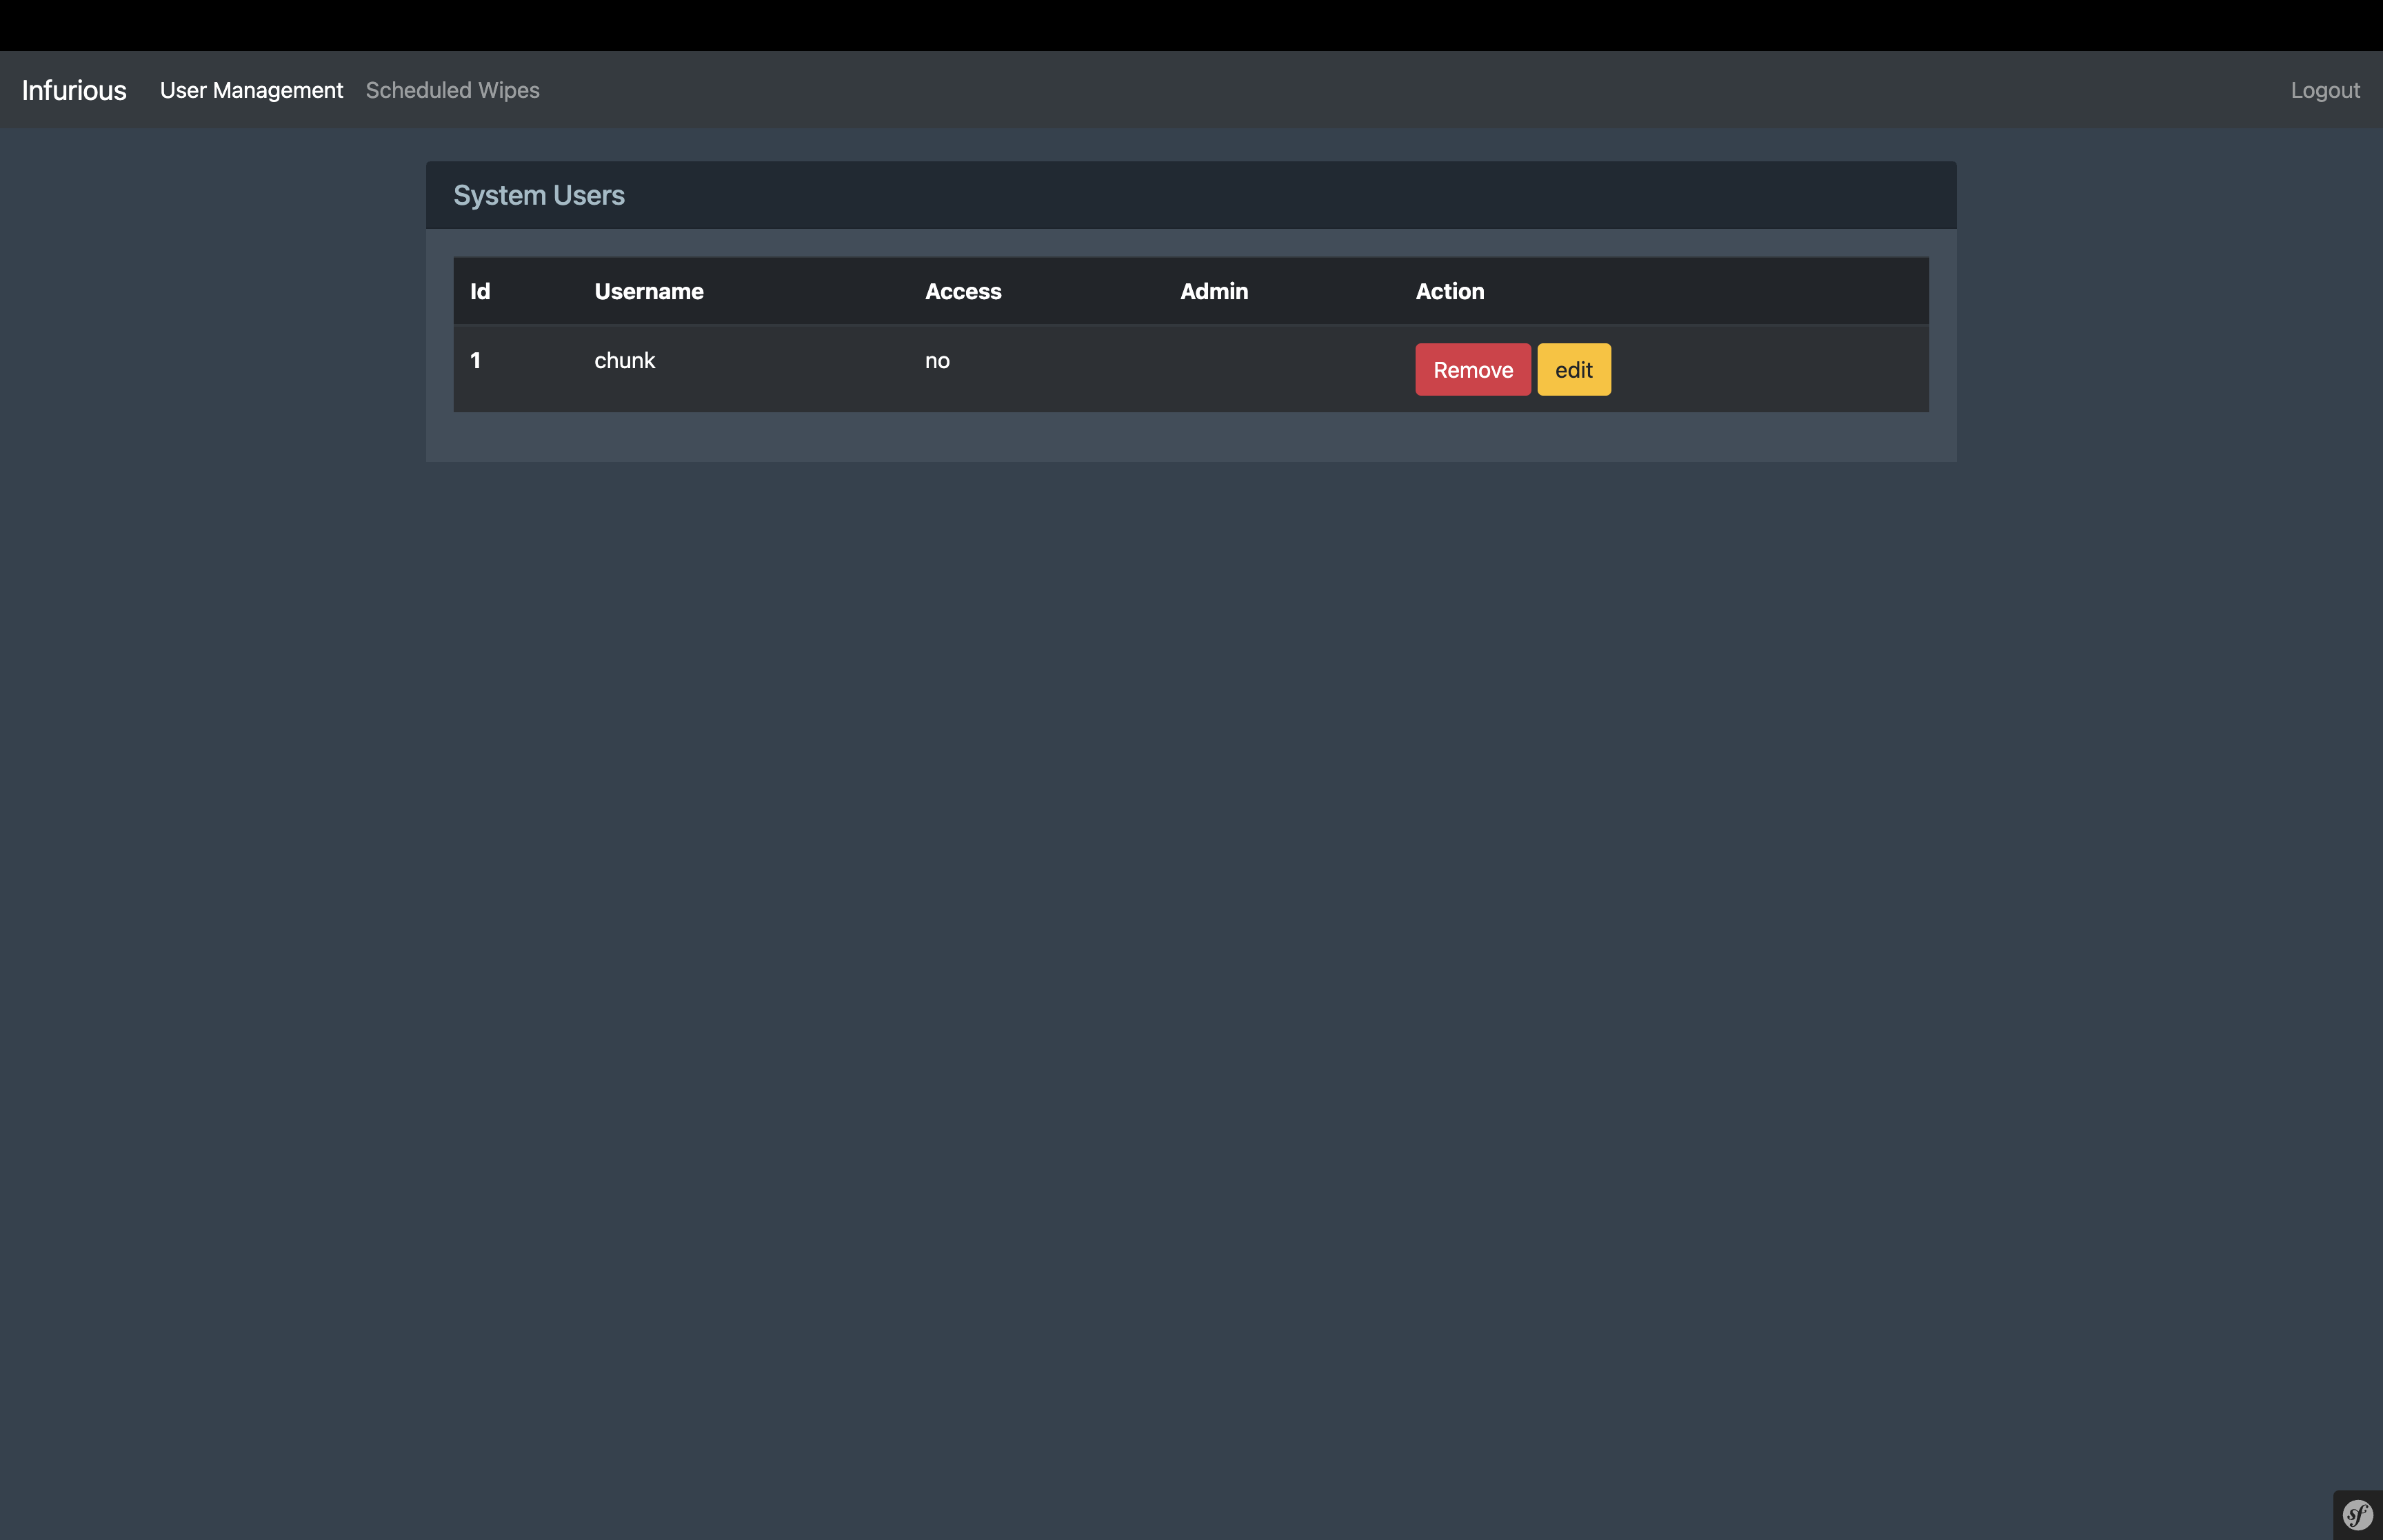 Infurious User Management Scheduled Wipes Logout
System Users
Id Username Access Admin Action
1 chunk no Remove edit
sf